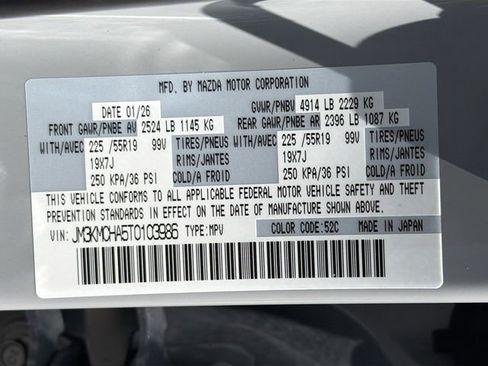 MFD. BY MAZDA MOTOR CORPORATION
DATE 01/26 GVWR/PNBV 4914 LB 2229 KG
FRONT GAWR/PNBE AV 2524 LB 1145 KG REAR GAWR/PNBE AR 2396 LB 1087 KG
WITH/AVEC 225 /55R19 99V TIRES/PNEUS WITH/AVEC 225 /55R19 99V TIRES/PNEUS
19X7J RIMS/JANTES 19X7J RIMS/JANTES
250 KPA/36 PSI COLD/A FROID 250 KPA/36 PSI COLD/A FROID
THIS VEHICLE CONFORMS TO ALL APPLICABLE FEDERAL MOTOR VEHICLE SAFETY AND THEFT
PREVENTION STANDARDS IN EFFECT ON THE DATE OF MANUFACTURE SHOWN ABOVE.
VIN: JM3KMCHA5T0103986 TYPE: MPV COLOR CODE: 52C MADE IN JAPAN